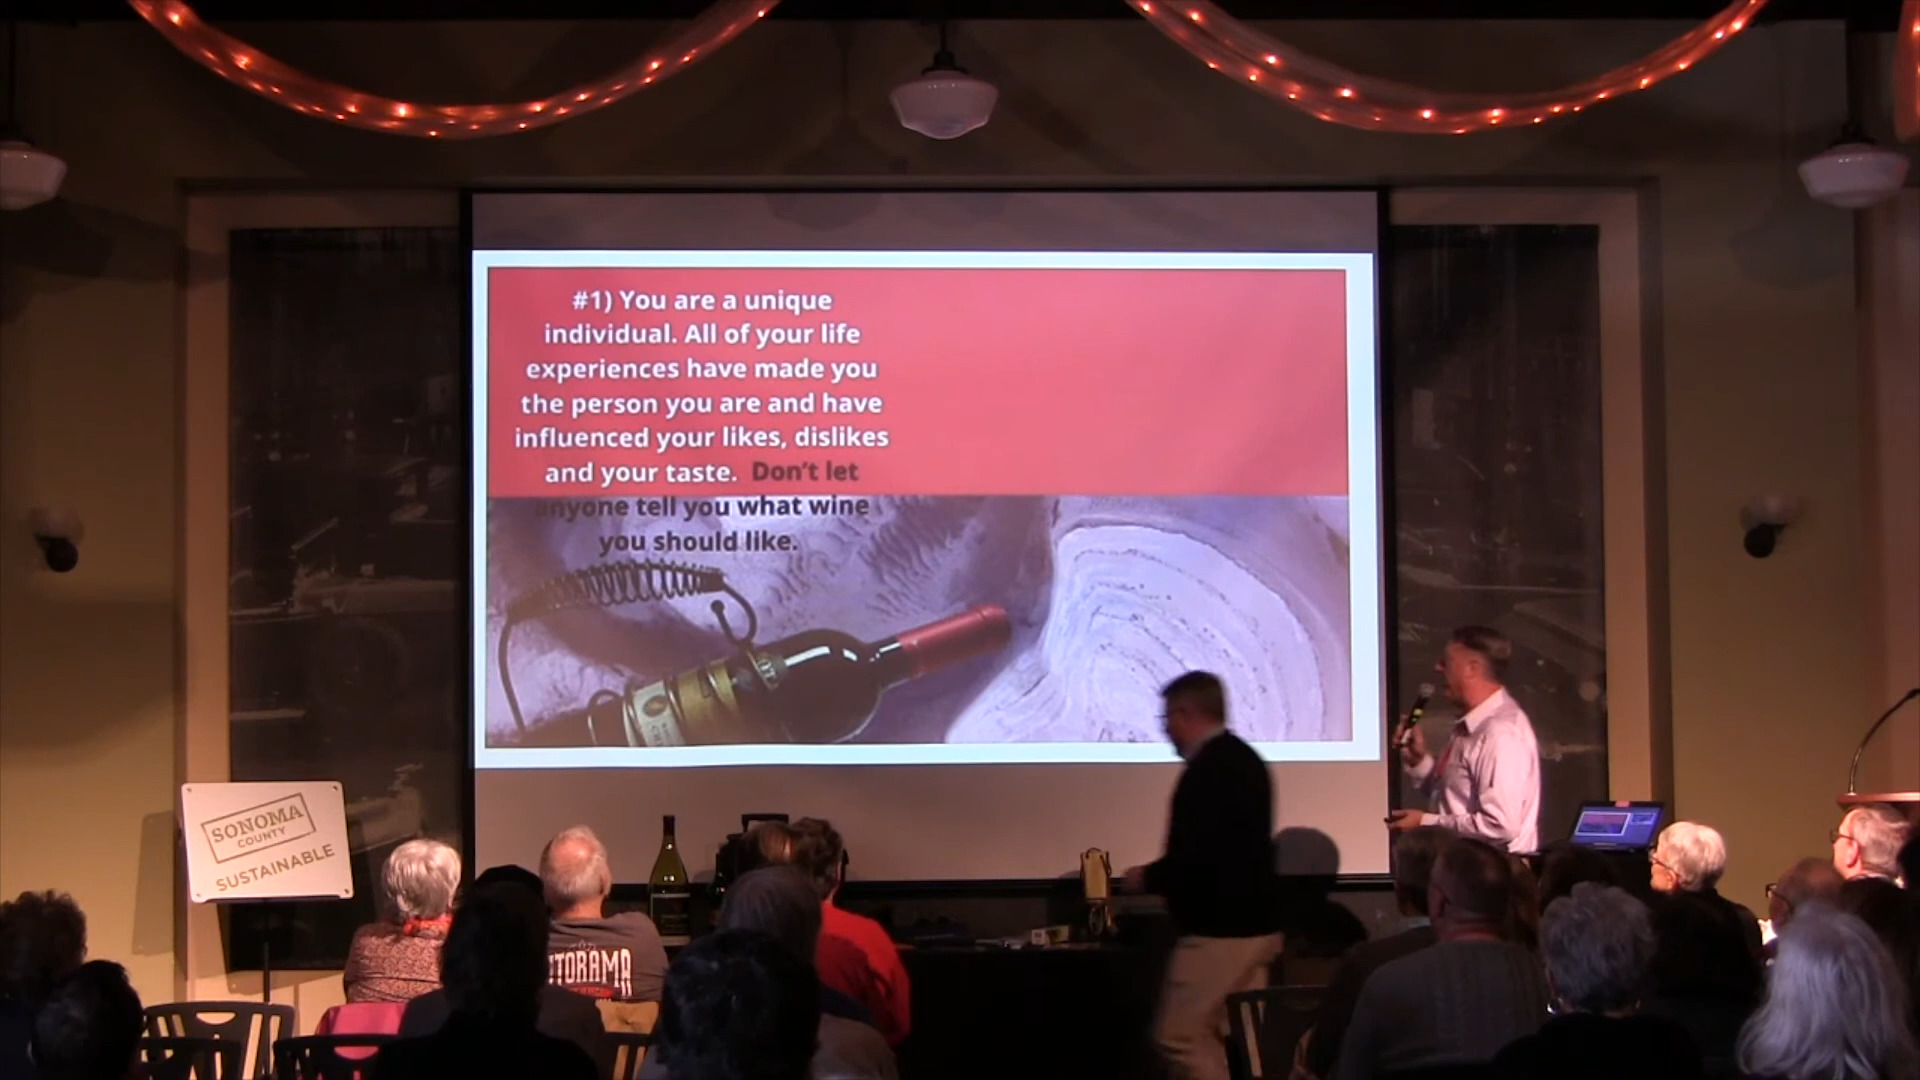 #1) You are a unique
individual. All of your life
experiences have made you
the person you are and have
influenced your likes, dislikes
and your taste. Don't let
anyone tell you what wine
you should like.
SONOMA
COUNTY
SUSTAINABLE